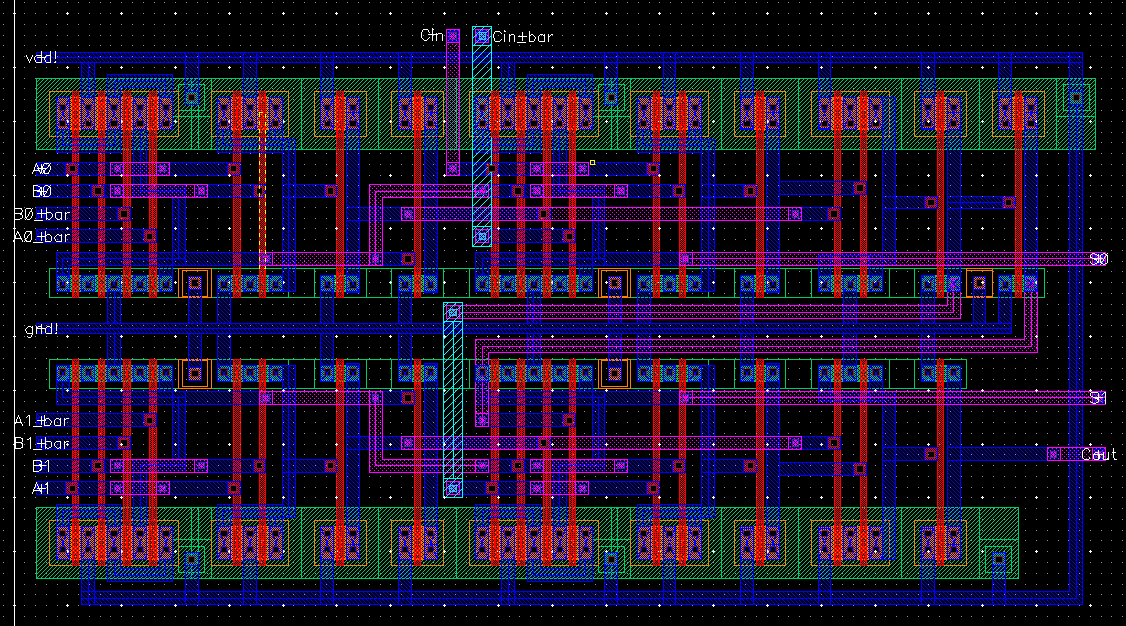 Cin
Cin_bar
vdd!
A0
B0
B0_bar
A0_bar
S0
gnd!
S1
A1_bar
B1_bar
Cout
B1
A1